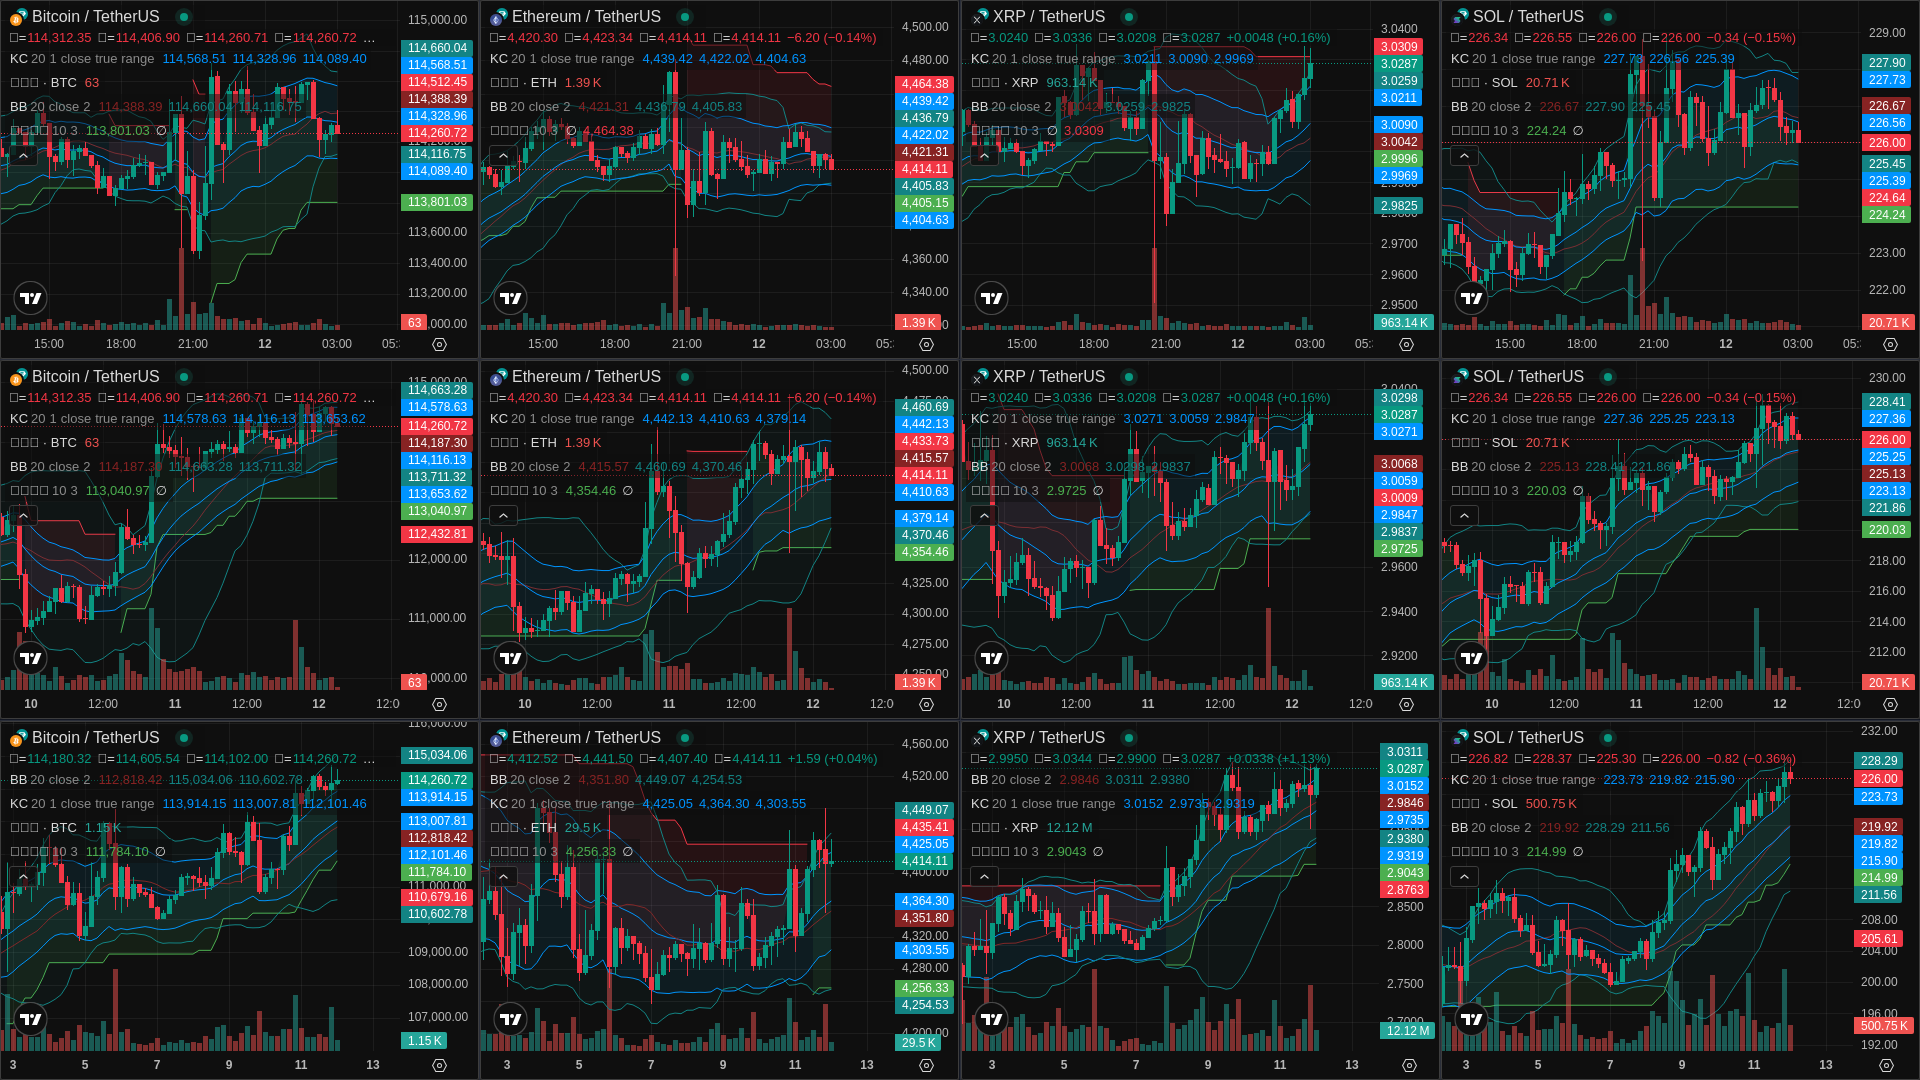 Bitcoin / TetherUS
□=114,312.35 □=114,406.90 □=114,260.71 □=114,260.72 ...
KC 20 1 close true range 114,568.51 114,328.96 114,089.40
□□□ · BTC 63
BB 20 close 2 114,388.39 114,660.04 114,116.75
□□□□ 10 3 113,801.03 ∅
115,000.00
114,660.04
114,568.51
114,512.45
114,388.39
114,328.96
114,260.72
114,116.75
114,089.40
113,801.03
113,600.00
113,400.00
113,200.00
63
15:00 18:00 21:00 12 03:00
Ethereum / TetherUS
□=4,420.30 □=4,423.34 □=4,414.11 □=4,414.11 −6.20 (−0.14%)
KC 20 1 close true range 4,439.42 4,422.02 4,404.63
□□□ · ETH 1.39 K
BB 20 close 2 4,421.31 4,436.79 4,405.83
□□□□ 10 3 ∅ 4,464.38
4,500.00
4,480.00
4,464.38
4,439.42
4,436.79
4,422.02
4,421.31
4,414.11
4,405.83
4,405.15
4,404.63
4,360.00
4,340.00
1.39 K
15:00 18:00 21:00 12 03:00
XRP / TetherUS
□=3.0240 □=3.0336 □=3.0208 □=3.0287 +0.0048 (+0.16%)
KC 20 1 close true range 3.0211 3.0090 2.9969
□□□ · XRP 963.14 K
BB 20 close 2 3.0042 3.0259 2.9825
□□□□ 10 3 ∅ 3.0309
3.0400
3.0309
3.0287
3.0259
3.0211
3.0090
3.0042
2.9996
2.9969
2.9825
2.9700
2.9600
2.9500
963.14 K
15:00 18:00 21:00 12 03:00
SOL / TetherUS
□=226.34 □=226.55 □=226.00 □=226.00 −0.34 (−0.15%)
KC 20 1 close true range 227.73 226.56 225.39
□□□ · SOL 20.71 K
BB 20 close 2 226.67 227.90 225.45
□□□□ 10 3 224.24 ∅
229.00
227.90
227.73
226.67
226.56
226.00
225.45
225.39
224.64
224.24
223.00
222.00
20.71 K
15:00 18:00 21:00 12 03:00
Bitcoin / TetherUS
□=114,312.35 □=114,406.90 □=114,260.71 □=114,260.72 ...
KC 20 1 close true range 114,578.63 114,116.13 113,653.62
□□□ · BTC 63
BB 20 close 2 114,187.30 114,663.28 113,711.32
□□□□ 10 3 113,040.97 ∅
115,000.00
114,663.28
114,578.63
114,260.72
114,187.30
114,116.13
113,711.32
113,653.62
113,040.97
112,432.81
112,000.00
111,000.00
63
10 12:00 11 12:00 12
Ethereum / TetherUS
□=4,420.30 □=4,423.34 □=4,414.11 □=4,414.11 −6.20 (−0.14%)
KC 20 1 close true range 4,442.13 4,410.63 4,379.14
□□□ · ETH 1.39 K
BB 20 close 2 4,415.57 4,460.69 4,370.46
□□□□ 10 3 4,354.46 ∅
4,500.00
4,460.69
4,442.13
4,433.73
4,415.57
4,414.11
4,410.63
4,379.14
4,370.46
4,354.46
4,325.00
4,300.00
4,275.00
1.39 K
10 12:00 11 12:00 12
XRP / TetherUS
□=3.0240 □=3.0336 □=3.0208 □=3.0287 +0.0048 (+0.16%)
KC 20 1 close true range 3.0271 3.0059 2.9847
□□□ · XRP 963.14 K
BB 20 close 2 3.0068 3.0298 2.9837
□□□□ 10 3 2.9725 ∅
3.0400
3.0298
3.0287
3.0271
3.0068
3.0059
3.0009
2.9847
2.9837
2.9725
2.9600
2.9400
2.9200
963.14 K
10 12:00 11 12:00 12
SOL / TetherUS
□=226.34 □=226.55 □=226.00 □=226.00 −0.34 (−0.15%)
KC 20 1 close true range 227.36 225.25 223.13
□□□ · SOL 20.71 K
BB 20 close 2 225.13 228.41 221.86
□□□□ 10 3 220.03 ∅
230.00
228.41
227.36
226.00
225.25
225.13
223.13
221.86
220.03
218.00
216.00
214.00
212.00
20.71 K
10 12:00 11 12:00 12
Bitcoin / TetherUS
□=114,180.32 □=114,605.54 □=114,102.00 □=114,260.72 ...
BB 20 close 2 112,818.42 115,034.06 110,602.78
KC 20 1 close true range 113,914.15 113,007.81 112,101.46
□□□ · BTC 1.15 K
□□□□ 10 3 111,784.10 ∅
116,000.00
115,034.06
114,260.72
113,914.15
113,007.81
112,818.42
112,101.46
111,784.10
111,000.00
110,679.16
110,602.78
109,000.00
108,000.00
107,000.00
1.15 K
3 5 7 9 11 13
Ethereum / TetherUS
□=4,412.52 □=4,441.50 □=4,407.40 □=4,414.11 +1.59 (+0.04%)
BB 20 close 2 4,351.80 4,449.07 4,254.53
KC 20 1 close true range 4,425.05 4,364.30 4,303.55
□□□ · ETH 29.5 K
□□□□ 10 3 4,256.33 ∅
4,560.00
4,520.00
4,449.07
4,435.41
4,425.05
4,414.11
4,400.00
4,364.30
4,351.80
4,320.00
4,303.55
4,280.00
4,256.33
4,254.53
4,200.00
29.5 K
3 5 7 9 11 13
XRP / TetherUS
□=2.9950 □=3.0344 □=2.9900 □=3.0287 +0.0338 (+1.13%)
BB 20 close 2 2.9846 3.0311 2.9380
KC 20 1 close true range 3.0152 2.9735 2.9319
□□□ · XRP 12.12 M
□□□□ 10 3 2.9043 ∅
3.0311
3.0287
3.0152
2.9846
2.9735
2.9380
2.9319
2.9043
2.8763
2.8500
2.8000
2.7500
2.7000
12.12 M
3 5 7 9 11 13
SOL / TetherUS
□=226.82 □=228.37 □=225.30 □=226.00 −0.82 (−0.36%)
KC 20 1 close true range 223.73 219.82 215.90
□□□ · SOL 500.75 K
BB 20 close 2 219.92 228.29 211.56
□□□□ 10 3 214.99 ∅
232.00
228.29
226.00
223.73
219.92
219.82
215.90
214.99
211.56
208.00
205.61
204.00
200.00
196.00
500.75 K
192.00
3 5 7 9 11 13